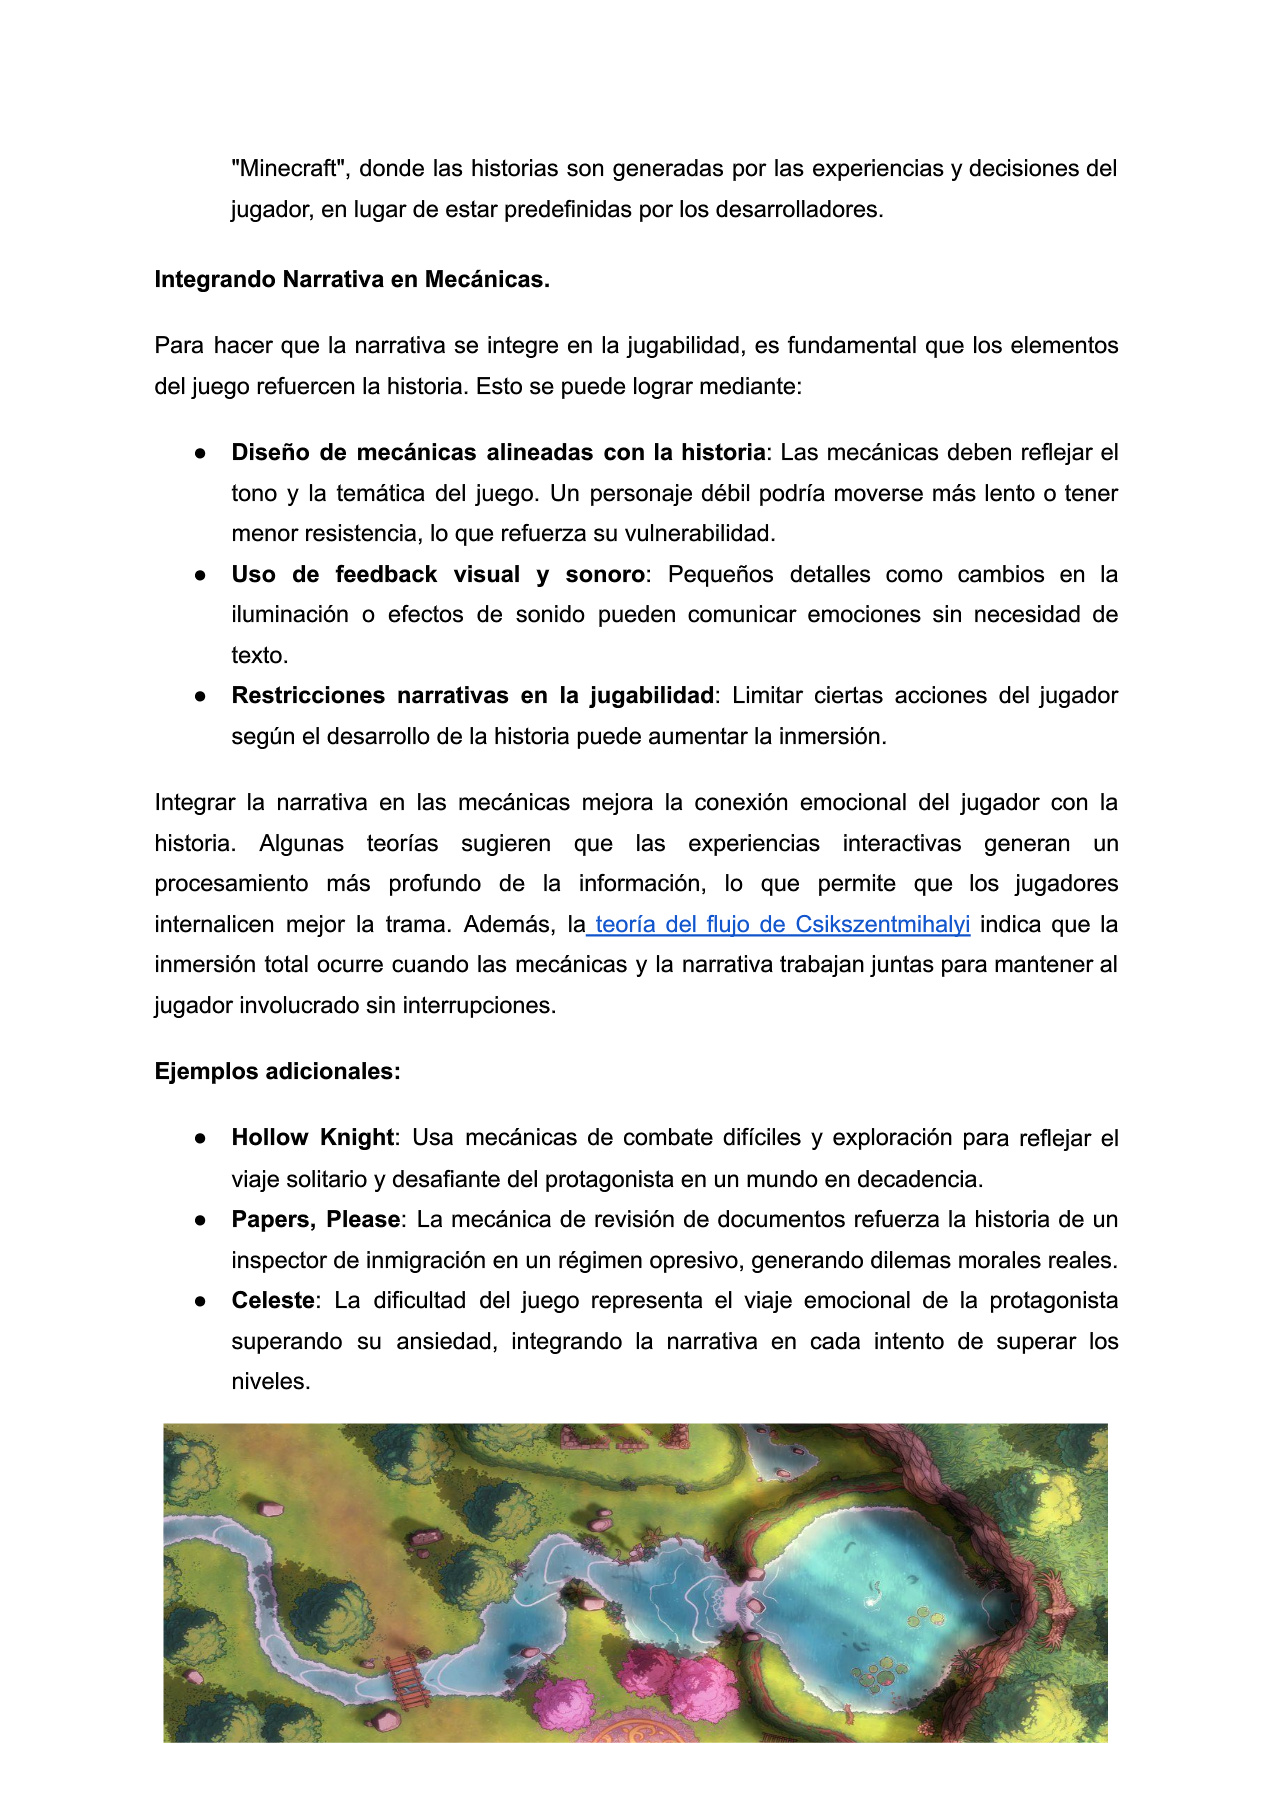 "Minecraft", donde las historias son generadas por las experiencias y decisiones del
jugador, en lugar de estar predefinidas por los desarrolladores.
Integrando Narrativa en Mecánicas.
Para hacer que la narrativa se integre en la jugabilidad, es fundamental que los elementos
del juego refuercen la historia. Esto se puede lograr mediante:
● Diseño de mecánicas alineadas con la historia: Las mecánicas deben reflejar el
tono y la temática del juego. Un personaje débil podría moverse más lento o tener
menor resistencia, lo que refuerza su vulnerabilidad.
● Uso de feedback visual y sonoro: Pequeños detalles como cambios en la
iluminación o efectos de sonido pueden comunicar emociones sin necesidad de
texto.
● Restricciones narrativas en la jugabilidad: Limitar ciertas acciones del jugador
según el desarrollo de la historia puede aumentar la inmersión.
Integrar la narrativa en las mecánicas mejora la conexión emocional del jugador con la
historia. Algunas teorías sugieren que las experiencias interactivas generan un
procesamiento más profundo de la información, lo que permite que los jugadores
internalicen mejor la trama. Además, la teoría del flujo de Csikszentmihalyi indica que la
inmersión total ocurre cuando las mecánicas y la narrativa trabajan juntas para mantener al
jugador involucrado sin interrupciones.
Ejemplos adicionales:
● Hollow Knight: Usa mecánicas de combate difíciles y exploración para reflejar el
viaje solitario y desafiante del protagonista en un mundo en decadencia.
● Papers, Please: La mecánica de revisión de documentos refuerza la historia de un
inspector de inmigración en un régimen opresivo, generando dilemas morales reales.
● Celeste: La dificultad del juego representa el viaje emocional de la protagonista
superando su ansiedad, integrando la narrativa en cada intento de superar los
niveles.